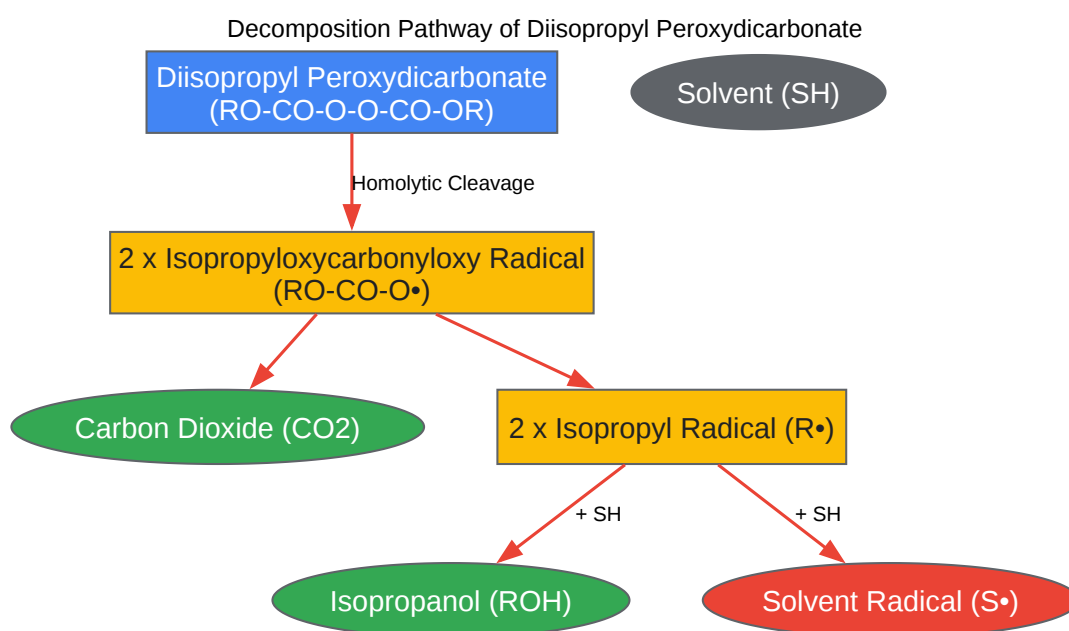 Decomposition Pathway of Diisopropyl Peroxydicarbonate
Diisopropyl Peroxydicarbonate
(RO-CO-O-O-CO-OR)
Solvent (SH)
Homolytic Cleavage
2 x Isopropyloxycarbonyloxy Radical
(RO-CO-O•)
Carbon Dioxide (CO2)
2 x Isopropyl Radical (R•)
+ SH
+ SH
Isopropanol (ROH)
Solvent Radical (S•)